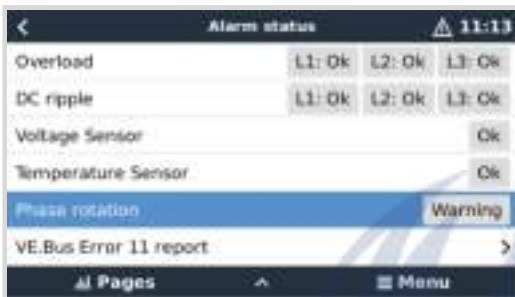 Alarm status 11:13
Overload L1: Ok L2: Ok L3: Ok
DC ripple L1: Ok L2: Ok L3: Ok
Voltage Sensor Ok
Temperature Sensor Ok
Phase rotation Warning
VE.Bus Error 11 report
Pages Menu